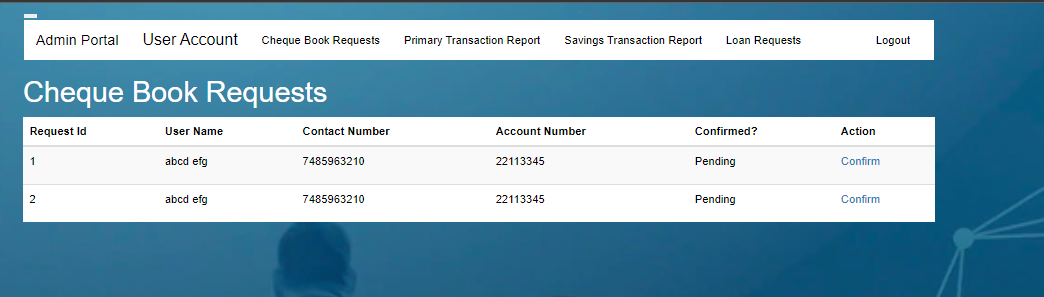 Admin Portal User Account Cheque Book Requests Primary Transaction Report Savings Transaction Report Loan Requests Logout
Cheque Book Requests
Request Id User Name Contact Number Account Number Confirmed? Action
1 abcd efg 7485963210 22113345 Pending Confirm
2 abcd efg 7485963210 22113345 Pending Confirm